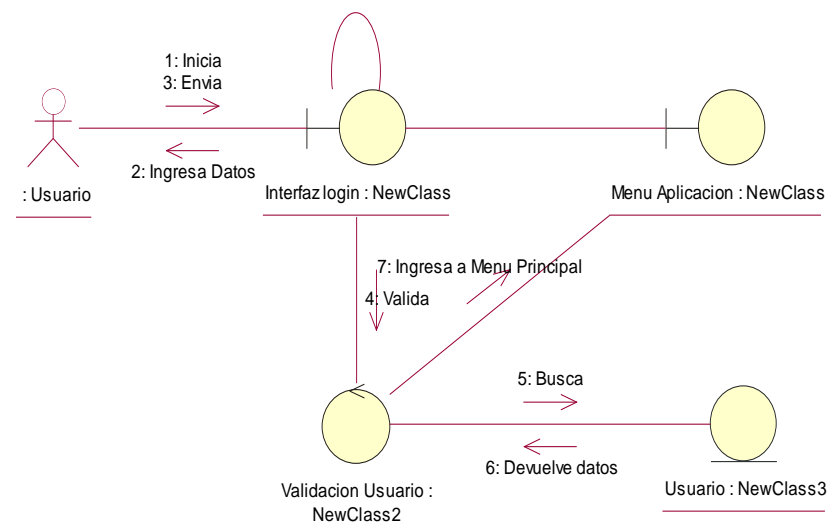 1: Inicia
3: Envia
2: Ingresa Datos
: Usuario
Interfaz login : NewClass
Menu Aplicacion : NewClass
7: Ingresa a Menu Principal
4: Valida
5: Busca
6: Devuelve datos
Validacion Usuario :
NewClass2
Usuario : NewClass3